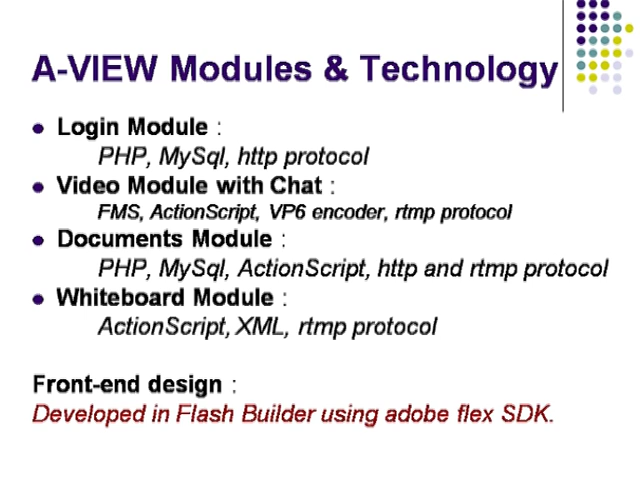 A-VIEW Modules & Technology
● Login Module :
PHP, MySql, http protocol
● Video Module with Chat :
FMS, ActionScript, VP6 encoder, rtmp protocol
● Documents Module :
PHP, MySql, ActionScript, http and rtmp protocol
● Whiteboard Module :
ActionScript, XML, rtmp protocol
Front-end design :
Developed in Flash Builder using adobe flex SDK.